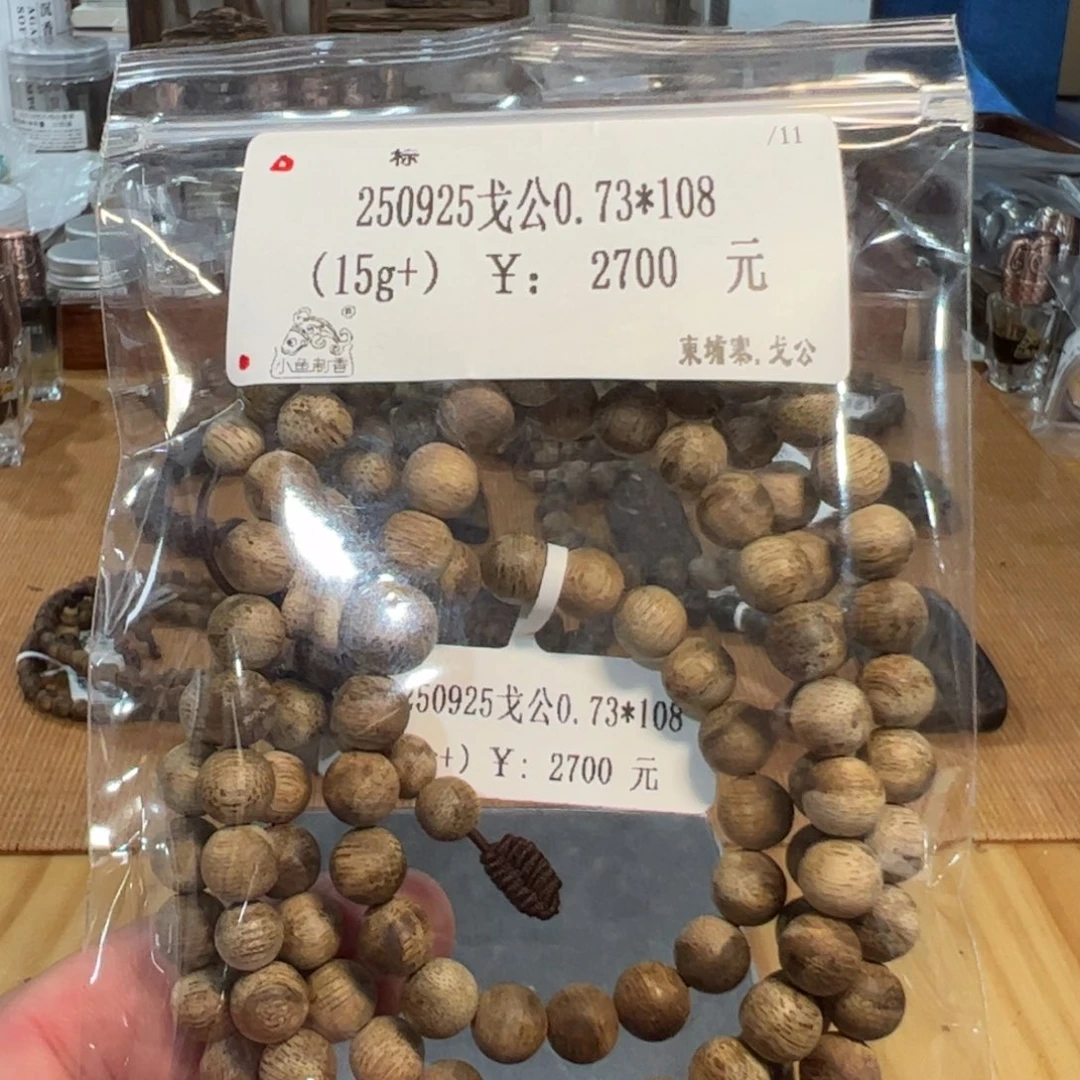 /11
标
250925戈公0.73*108
(15g+) ¥: 2700 元
小鱼制香
®
柬埔寨.戈公
250925戈公0.73*108
+) ¥: 2700 元